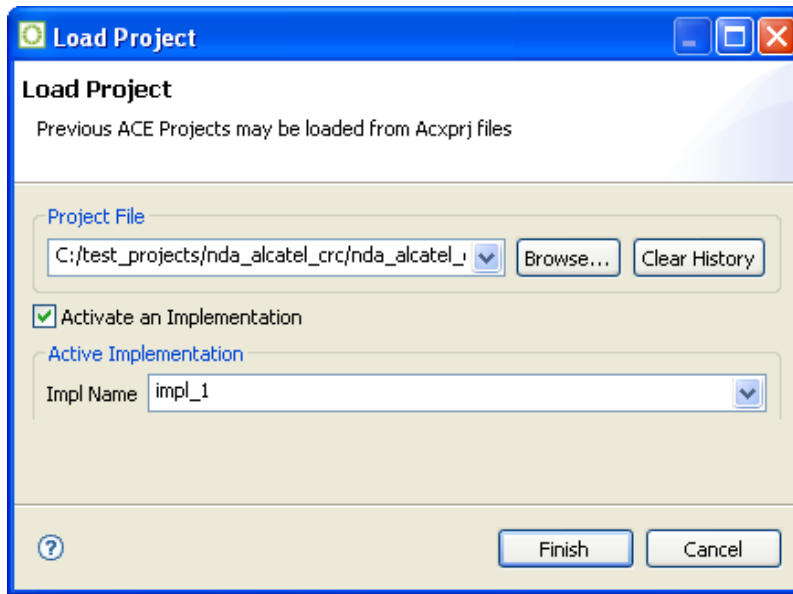 Load Project
Load Project
Previous ACE Projects may be loaded from Acxprj files
Project File
C:/test_projects/nda_alcatel_crc/nda_alcatel_ Browse... Clear History
Activate an Implementation
Active Implementation
Impl Name impl_1
Finish Cancel